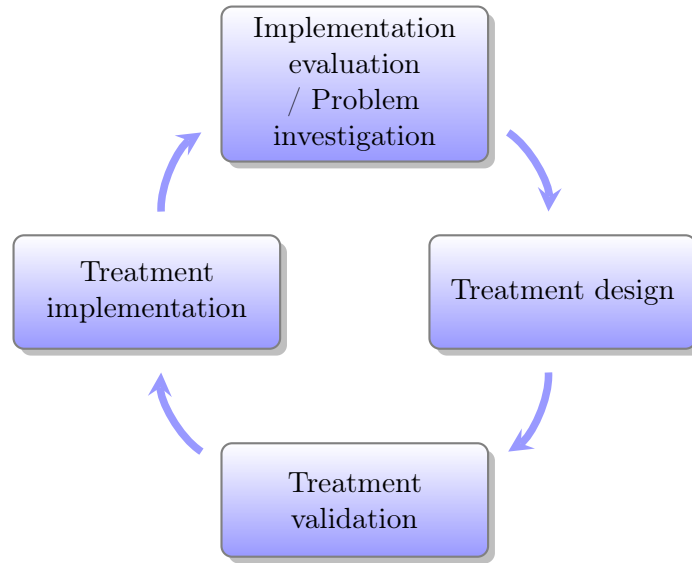 Implementation
evaluation
/ Problem
investigation
Treatment
implementation
Treatment design
Treatment
validation